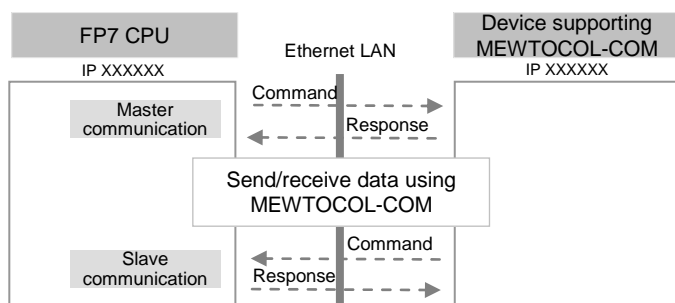 FP7 CPU
Ethernet LAN
Device supporting
MEWTOCOL-COM
IP XXXXXX
IP XXXXXX
Master
communication
Command
Response
Send/receive data using
MEWTOCOL-COM
Slave
communication
Command
Response